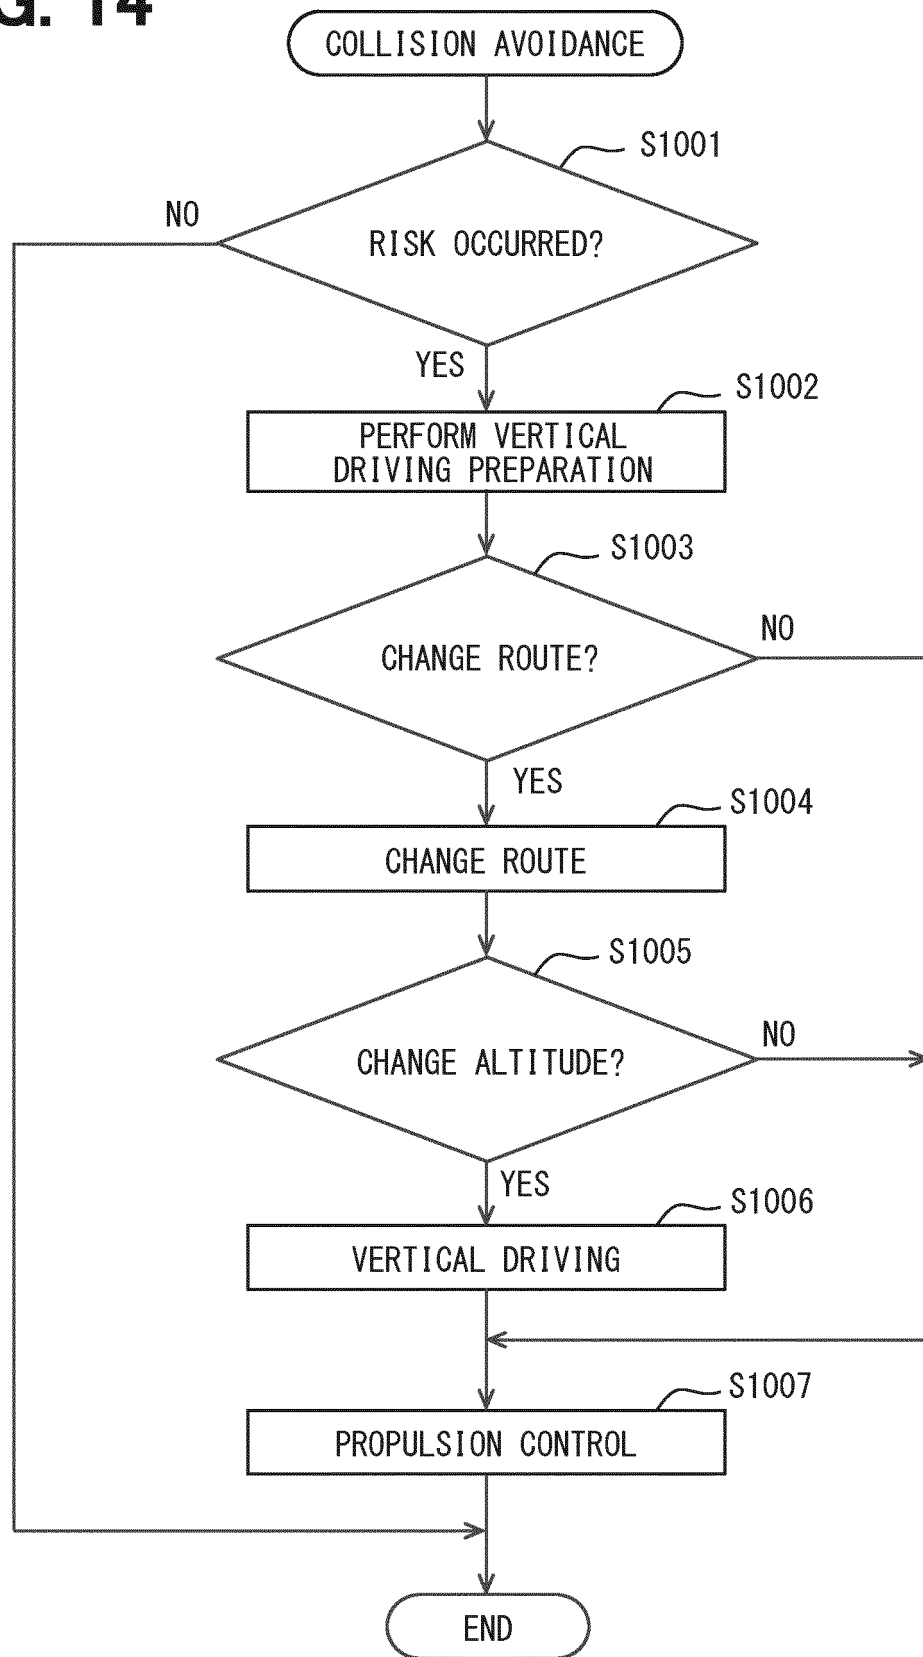 G. 14
COLLISION AVOIDANCE
S1001
NO
RISK OCCURRED?
YES
S1002
PERFORM VERTICAL
DRIVING PREPARATION
S1003
NO
CHANGE ROUTE?
YES
S1004
CHANGE ROUTE
S1005
NO
CHANGE ALTITUDE?
YES
S1006
VERTICAL DRIVING
S1007
PROPULSION CONTROL
END